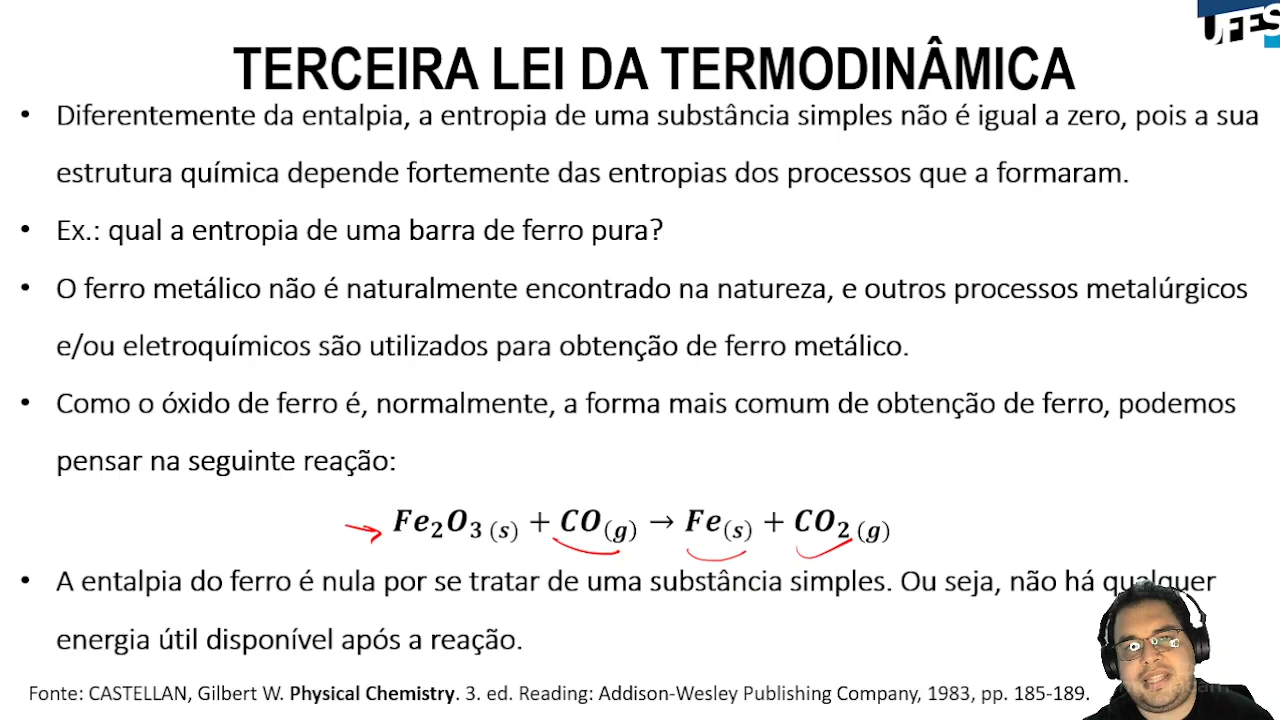 UFES
TERCEIRA LEI DA TERMODINÂMICA
• Diferentemente da entalpia, a entropia de uma substância simples não é igual a zero, pois a sua
estrutura química depende fortemente das entropias dos processos que a formaram.
• Ex.: qual a entropia de uma barra de ferro pura?
• O ferro metálico não é naturalmente encontrado na natureza, e outros processos metalúrgicos
e/ou eletroquímicos são utilizados para obtenção de ferro metálico.
• Como o óxido de ferro é, normalmente, a forma mais comum de obtenção de ferro, podemos
pensar na seguinte reação:
Fe₂O₃ (s) + CO(g) → Fe(s) + CO₂ (g)
• A entalpia do ferro é nula por se tratar de uma substância simples. Ou seja, não há qualquer
energia útil disponível após a reação.
Fonte: CASTELLAN, Gilbert W. Physical Chemistry. 3. ed. Reading: Addison-Wesley Publishing Company, 1983, pp. 185-189.